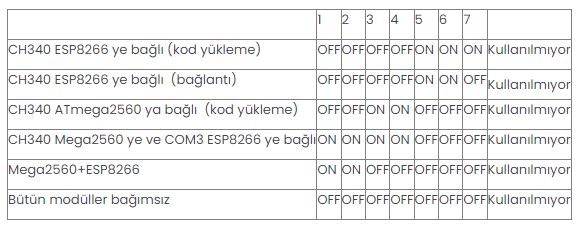 1 2 3 4 5 6 7
CH340 ESP8266 ye bağlı (kod yükleme) OFF OFF OFF OFF ON ON ON Kullanılmıyor
CH340 ESP8266 ye bağlı (bağlantı) OFF OFF OFF OFF ON ON OFF Kullanılmıyor
CH340 ATmega2560 ya bağlı (kod yükleme) OFF OFF ON ON OFF OFF OFF Kullanılmıyor
CH340 Mega2560 ye ve COM3 ESP8266 ye bağlı ON ON ON ON OFF OFF OFF Kullanılmıyor
Mega2560+ESP8266 ON ON OFF OFF OFF OFF OFF Kullanılmıyor
Bütün modüller bağımsız OFF OFF OFF OFF OFF OFF OFF Kullanılmıyor